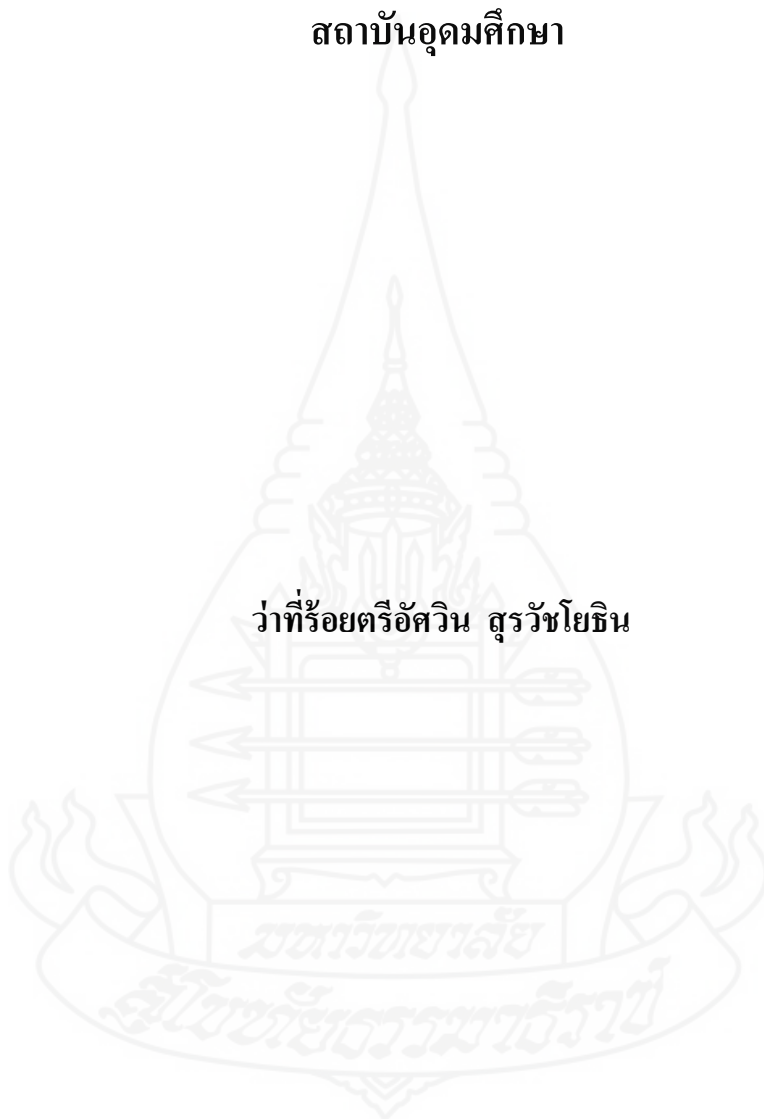 สถาบันอุดมศึกษา
ว่าที่ร้อยตรีอัศวิน สุรวัชโยธิน
มหาวิทยาลัย
สุโขทัยธรรมาธิราช